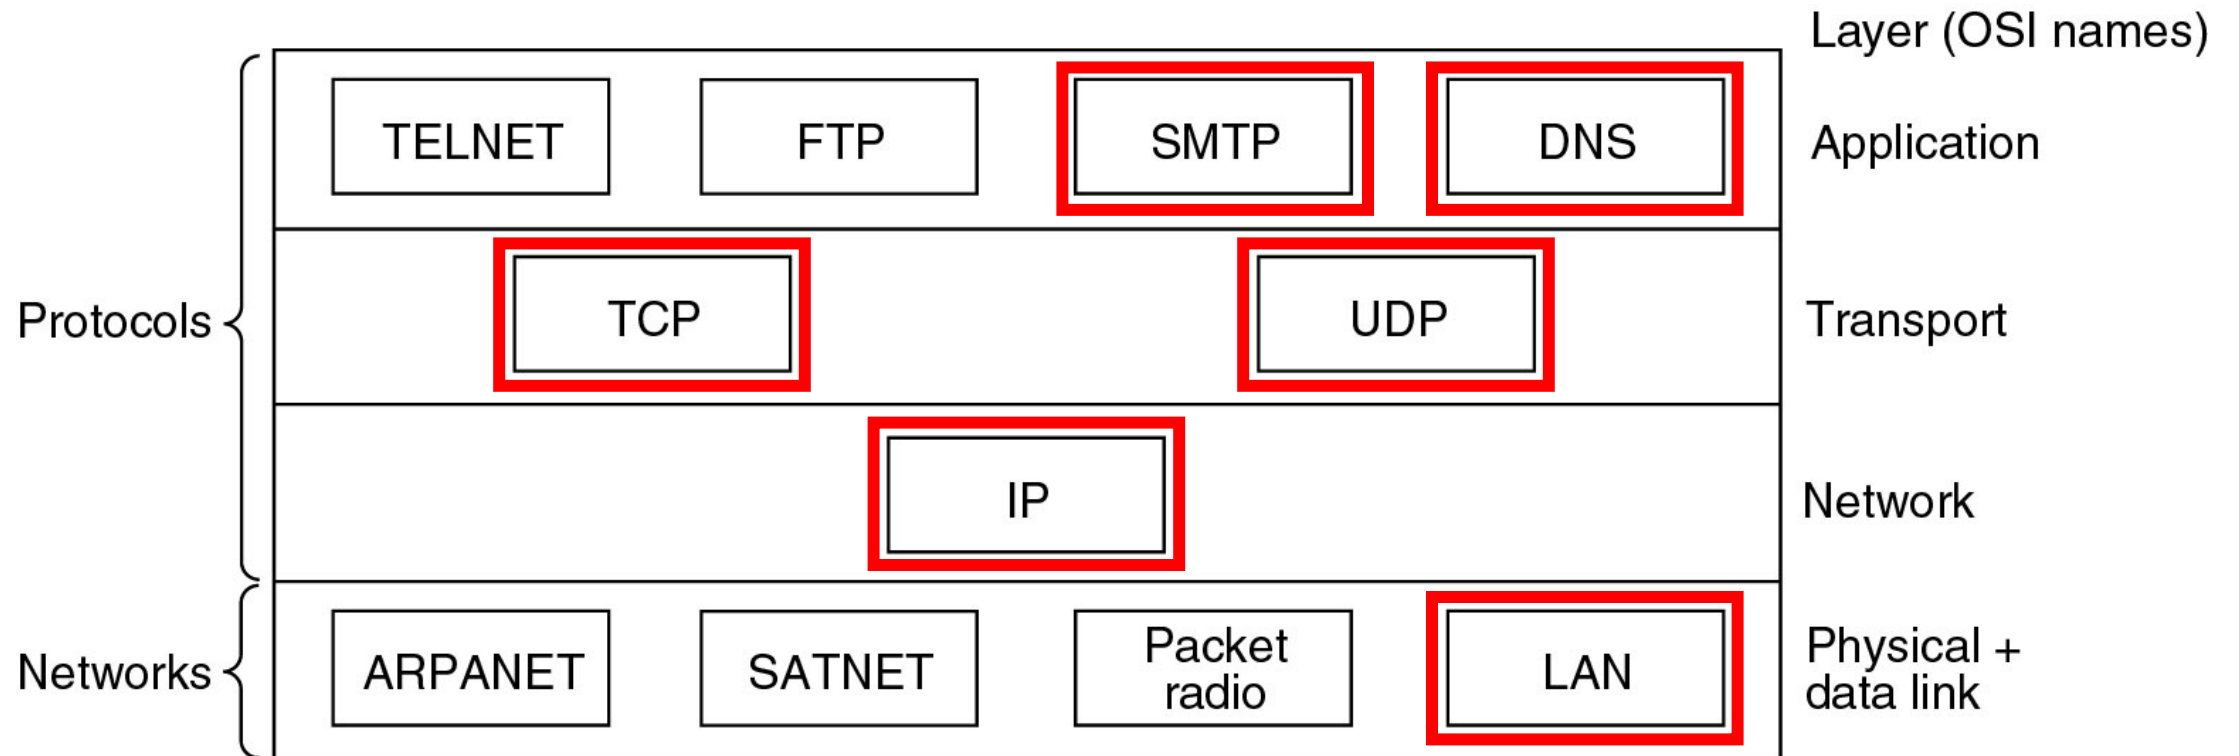 Layer (OSI names)
TELNET FTP SMTP DNS Application
Protocols TCP UDP Transport
IP Network
Networks ARPANET SATNET Packet radio LAN Physical +
data link